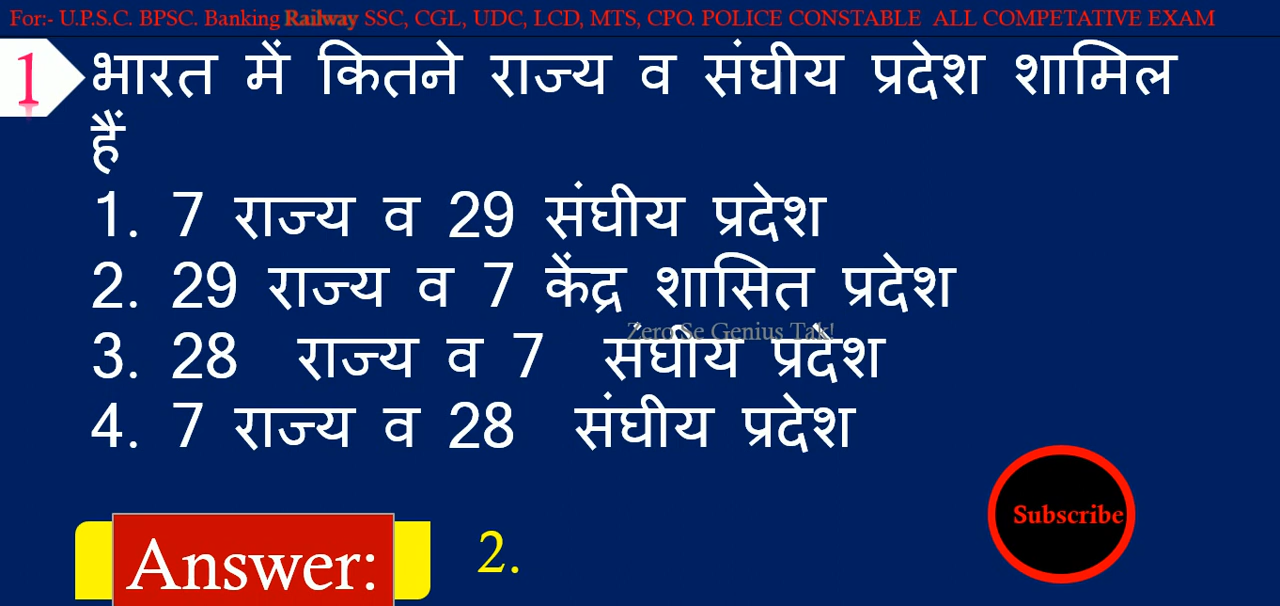 For:- U.P.S.C. BPSC. Banking Railway SSC, CGL, UDC, LCD, MTS, CPO. POLICE CONSTABLE ALL COMPETATIVE EXAM
1 भारत में कितने राज्य व संघीय प्रदेश शामिल
हैं
1. 7 राज्य व 29 संघीय प्रदेश
2. 29 राज्य व 7 केंद्र शासित प्रदेश
Zero Se Genius Tak!
3. 28 राज्य व 7 संघीय प्रदेश
4. 7 राज्य व 28 संघीय प्रदेश
Subscribe
Answer: 2.